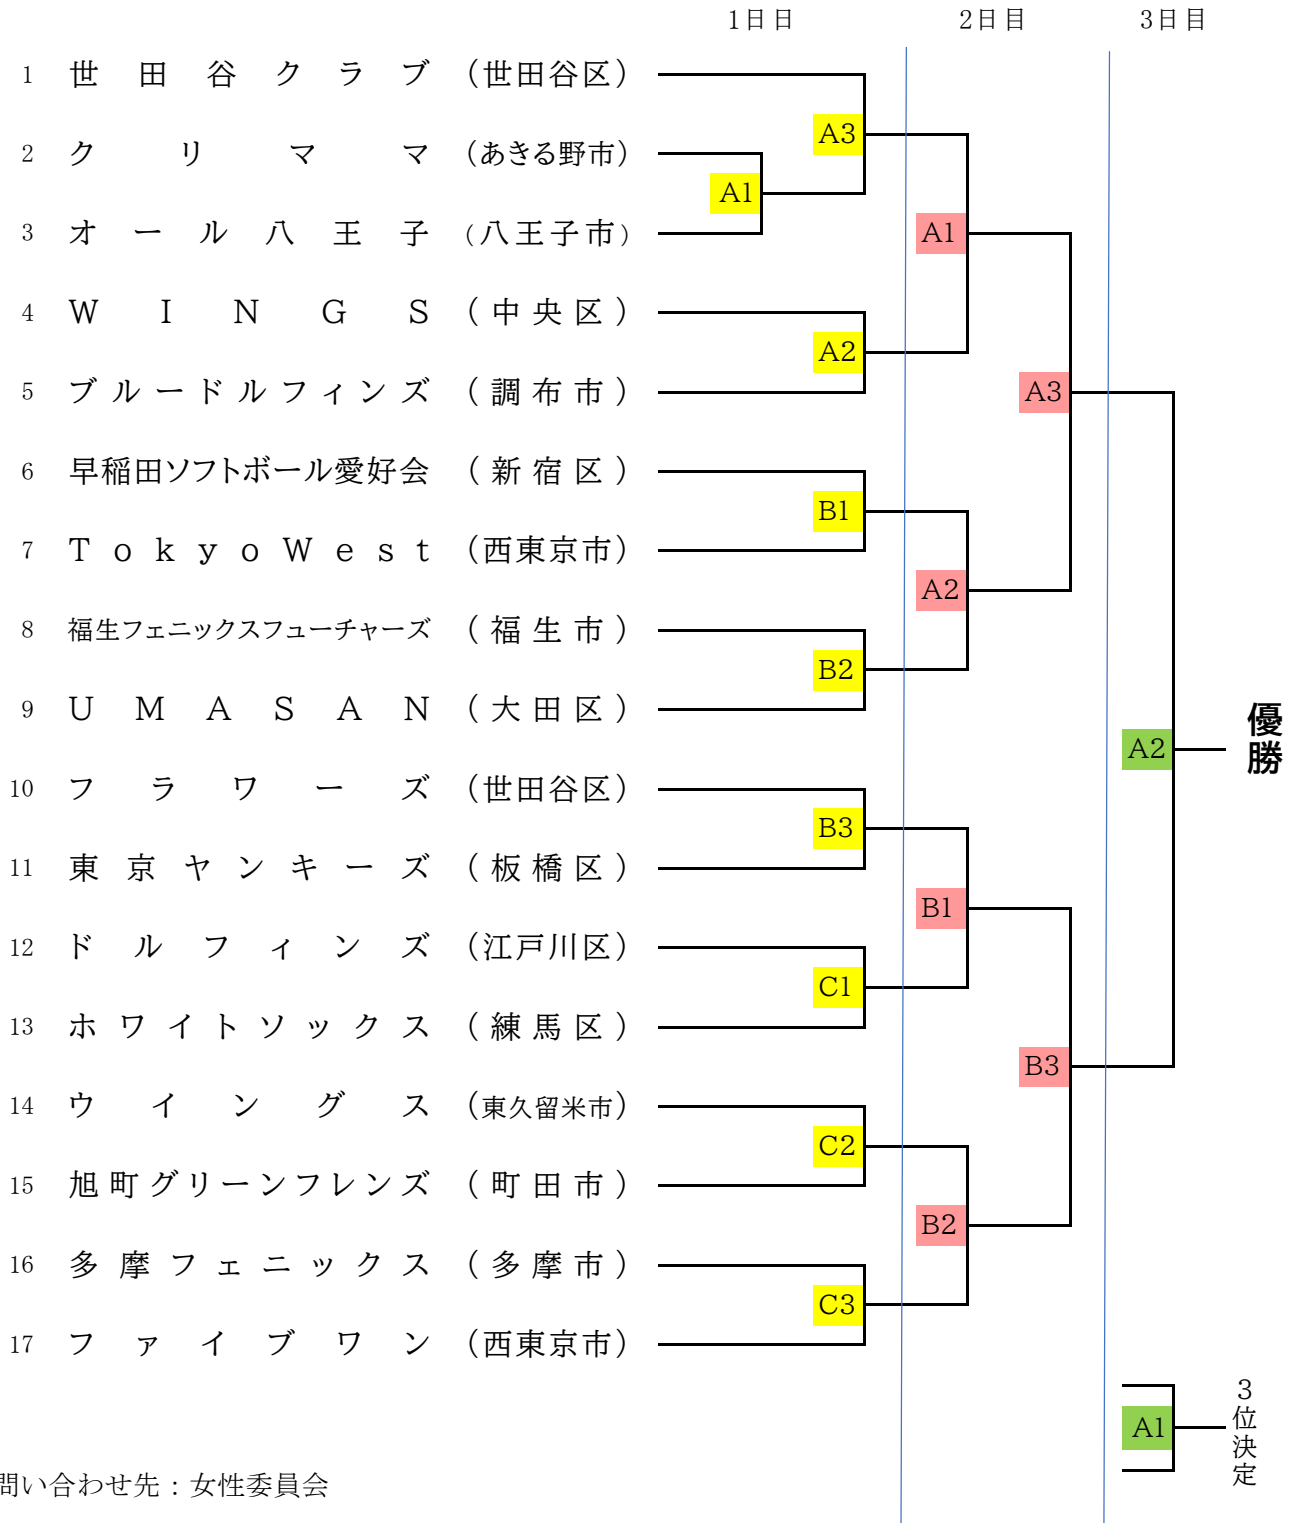 1日目 2日目 3日目
1 世田谷クラブ (世田谷区)
A3
2 クリママ (あきる野市)
A1
3 オール八王子 (八王子市)
A1
4 WINGS (中央区)
A2
5 ブルードルフィンズ (調布市)
A3
6 早稲田ソフトボール愛好会 (新宿区)
B1
7 TokyoWest (西東京市)
A2
8 福生フェニックスフューチャーズ (福生市)
B2
9 UMASAN (大田区)
優勝
A2
10 フラワーズ (世田谷区)
B3
11 東京ヤンキーズ (板橋区)
B1
12 ドルフィンズ (江戸川区)
C1
13 ホワイトソックス (練馬区)
B3
14 ウイングス (東久留米市)
C2
15 旭町グリーンフレンズ (町田市)
B2
16 多摩フェニックス (多摩市)
C3
17 ファイブワン (西東京市)
A1
3位決定
問い合わせ先：女性委員会